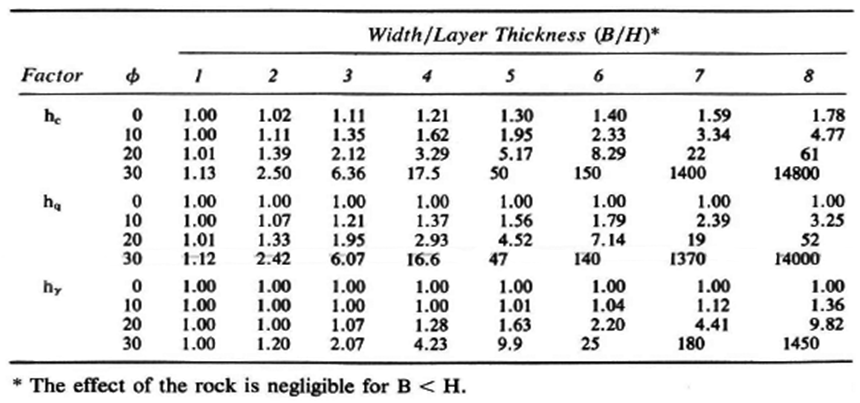 Width/Layer Thickness (B/H)*
Factor ϕ 1 2 3 4 5 6 7 8
hc 0 1.00 1.02 1.11 1.21 1.30 1.40 1.59 1.78
10 1.00 1.11 1.35 1.62 1.95 2.33 3.34 4.77
20 1.01 1.39 2.12 3.29 5.17 8.29 22 61
30 1.13 2.50 6.36 17.5 50 150 1400 14800
hq 0 1.00 1.00 1.00 1.00 1.00 1.00 1.00 1.00
10 1.00 1.07 1.21 1.37 1.56 1.79 2.39 3.25
20 1.01 1.33 1.95 2.93 4.52 7.14 19 52
30 1.12 2.42 6.07 16.6 47 140 1370 14000
hγ 0 1.00 1.00 1.00 1.00 1.00 1.00 1.00 1.00
10 1.00 1.00 1.00 1.00 1.01 1.04 1.12 1.36
20 1.00 1.00 1.07 1.28 1.63 2.20 4.41 9.82
30 1.00 1.20 2.07 4.23 9.9 25 180 1450
* The effect of the rock is negligible for B < H.